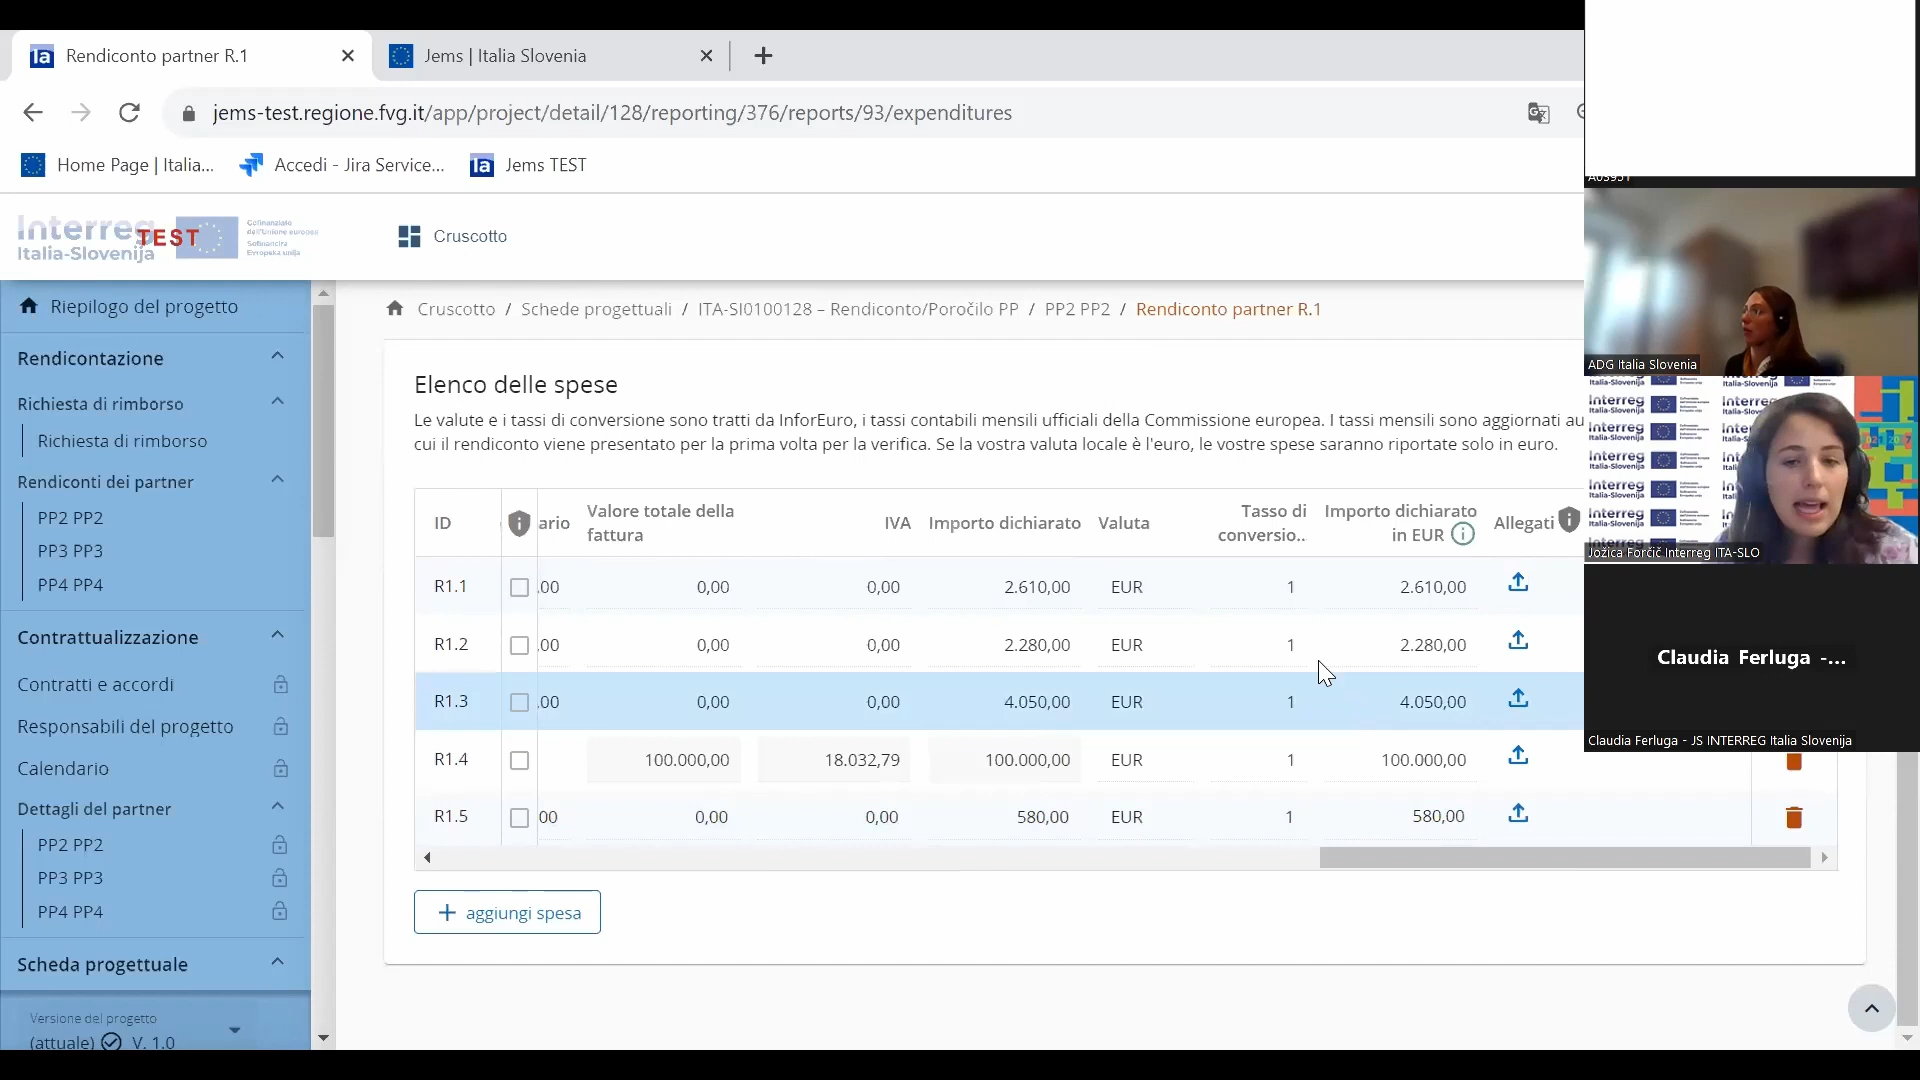 Rendiconto partner R.1
Jems | Italia Slovenia
jems-test.regione.fvg.it/app/project/detail/128/reporting/376/reports/93/expenditures
Home Page | Italia...
Accedi - Jira Service...
Jems TEST
Interreg
TEST
Italia-Slovenija
Cofinanziato
dell'Unione europea
Sofinancira
Evropska unija
Cruscotto
Riepilogo del progetto
Rendicontazione
Richiesta di rimborso
Richiesta di rimborso
Rendiconti dei partner
PP2 PP2
PP3 PP3
PP4 PP4
Contrattualizzazione
Contratti e accordi
Responsabili del progetto
Calendario
Dettagli del partner
PP2 PP2
PP3 PP3
PP4 PP4
Scheda progettuale
Versione del progetto
(attuale) V. 1.0
Cruscotto / Schede progettuali / ITA-SI0100128 – Rendiconto/Poročilo PP / PP2 PP2 / Rendiconto partner R.1
Elenco delle spese
Le valute e i tassi di conversione sono tratti da InforEuro, i tassi contabili mensili ufficiali della Commissione europea. I tassi mensili sono aggiornati au
cui il rendiconto viene presentato per la prima volta per la verifica. Se la vostra valuta locale è l'euro, le vostre spese saranno riportate solo in euro.
ID ario Valore totale della fattura IVA Importo dichiarato Valuta Tasso di conversio.. Importo dichiarato in EUR Allegati
R1.1 .00 0,00 0,00 2.610,00 EUR 1 2.610,00
R1.2 .00 0,00 0,00 2.280,00 EUR 1 2.280,00
R1.3 .00 0,00 0,00 4.050,00 EUR 1 4.050,00
R1.4 100.000,00 18.032,79 100.000,00 EUR 1 100.000,00
R1.5 00 0,00 0,00 580,00 EUR 1 580,00
+ aggiungi spesa
ADG Italia Slovenia
Interreg
Italia-Slovenija
Jožica Forčič Interreg ITA-SLO
Claudia Ferluga -...
Claudia Ferluga - JS INTERREG Italia Slovenija